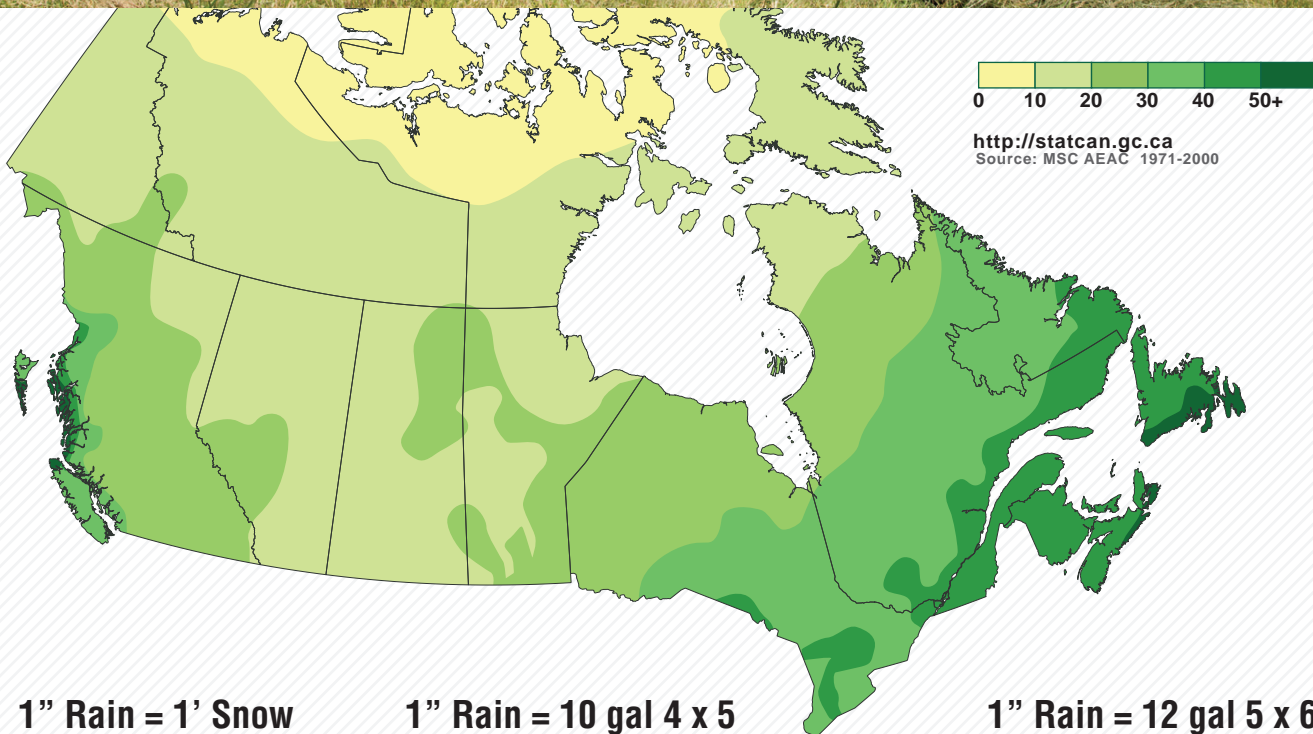 0 10 20 30 40 50+
http://statcan.gc.ca
Source: MSC AEAC 1971-2000
1” Rain = 1’ Snow
1” Rain = 10 gal 4 x 5
1” Rain = 12 gal 5 x 6